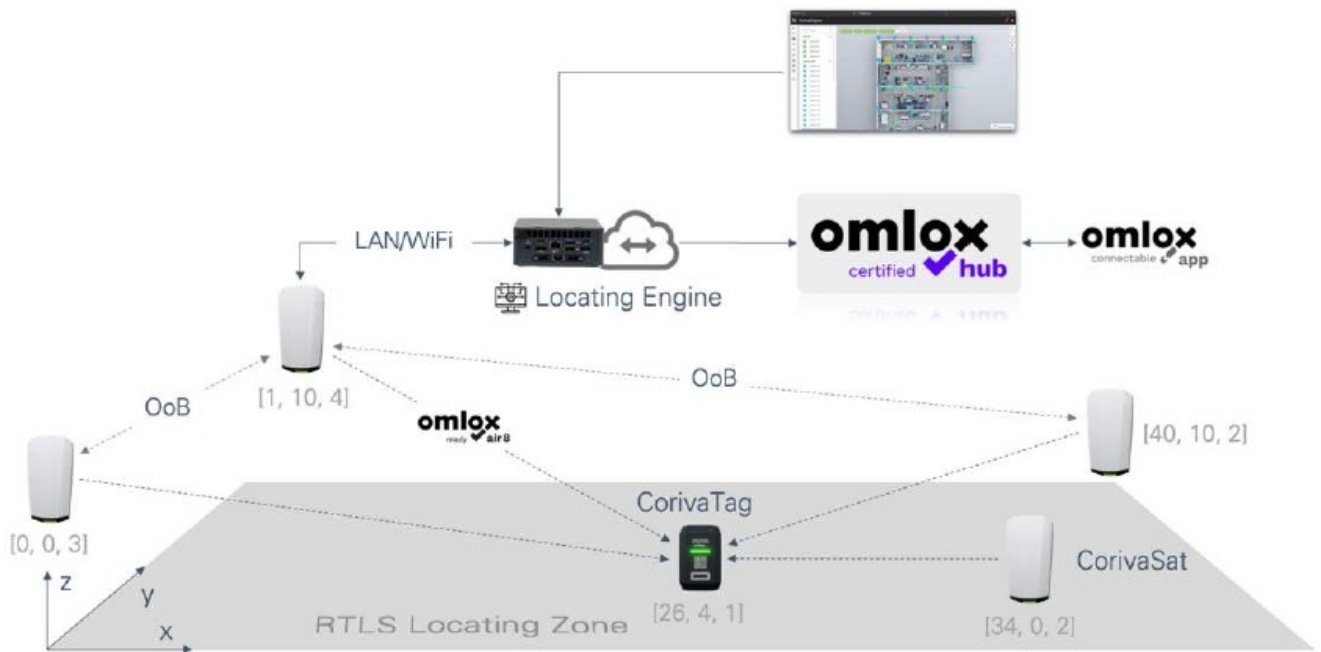 omlox
certified hub
omlox
connectable app
LAN/WiFi
Locating Engine
OoB
OoB
[1, 10, 4]
omlox
ready air8
[40, 10, 2]
[0, 0, 3]
CorivaTag
CorivaSat
z
y
x
RTLS Locating Zone
[26, 4, 1]
[34, 0, 2]